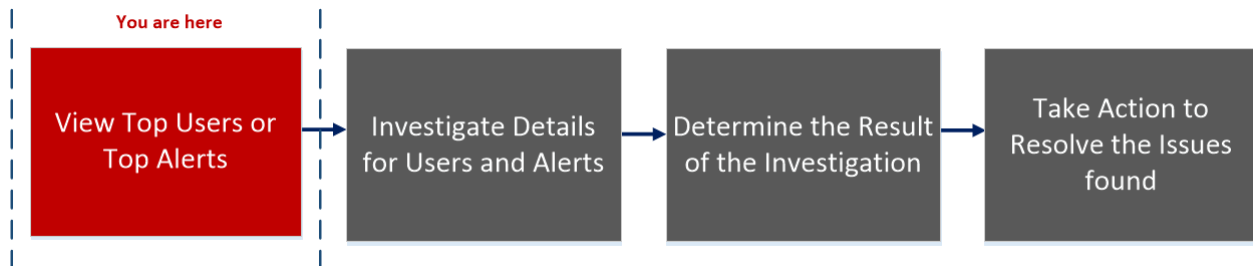 You are here
View Top Users or
Top Alerts
Investigate Details
for Users and Alerts
Determine the Result
of the Investigation
Take Action to
Resolve the Issues
found